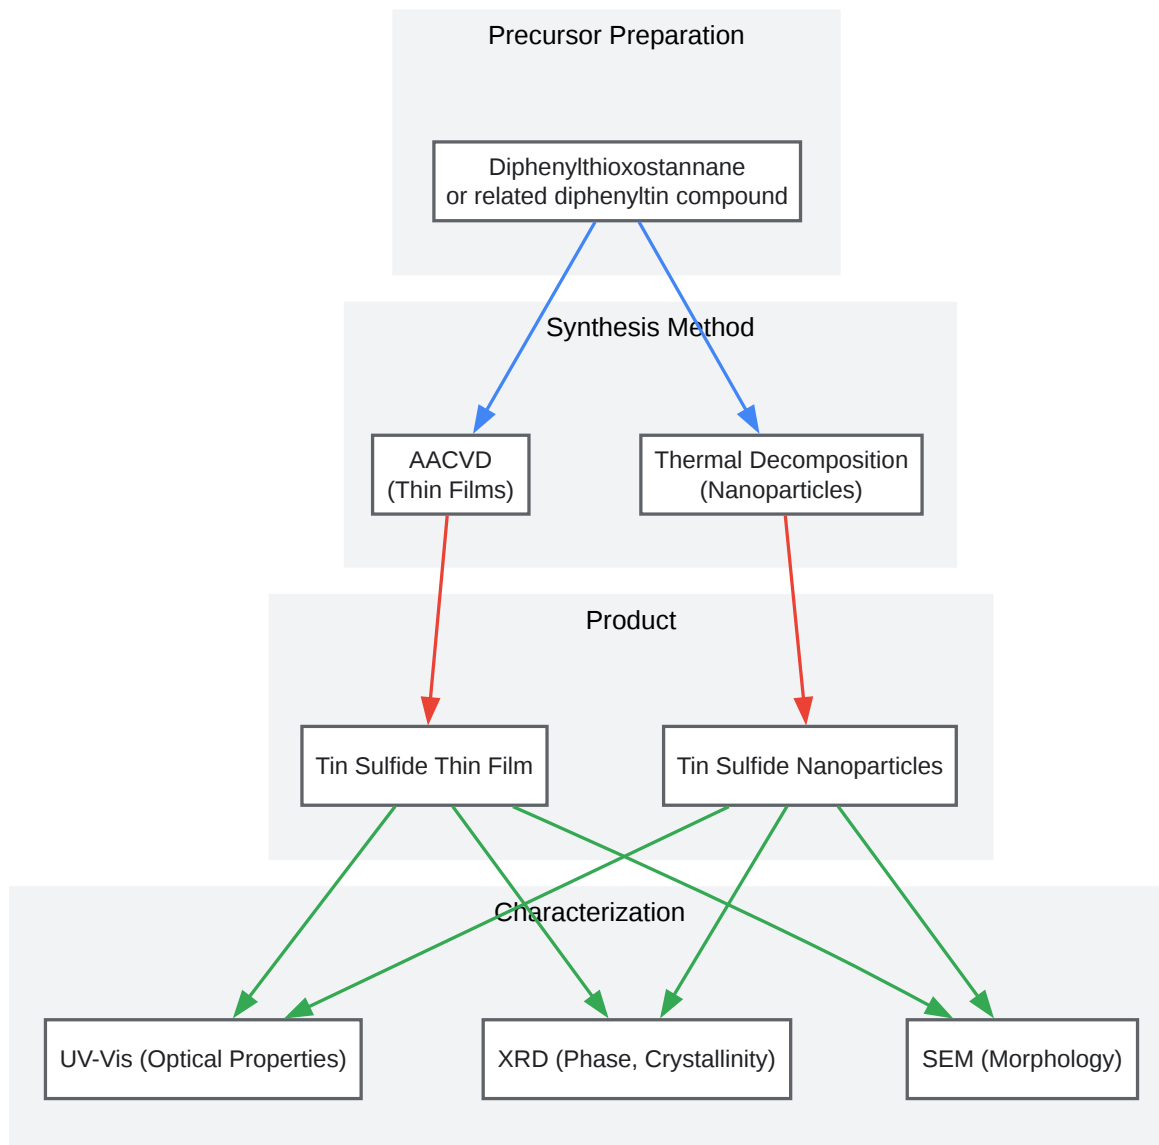 Precursor Preparation
Diphenylthioxostannane
or related diphenyltin compound
Synthesis Method
AACVD
(Thin Films)
Thermal Decomposition
(Nanoparticles)
Product
Tin Sulfide Thin Film
Tin Sulfide Nanoparticles
Characterization
UV-Vis (Optical Properties)
XRD (Phase, Crystallinity)
SEM (Morphology)